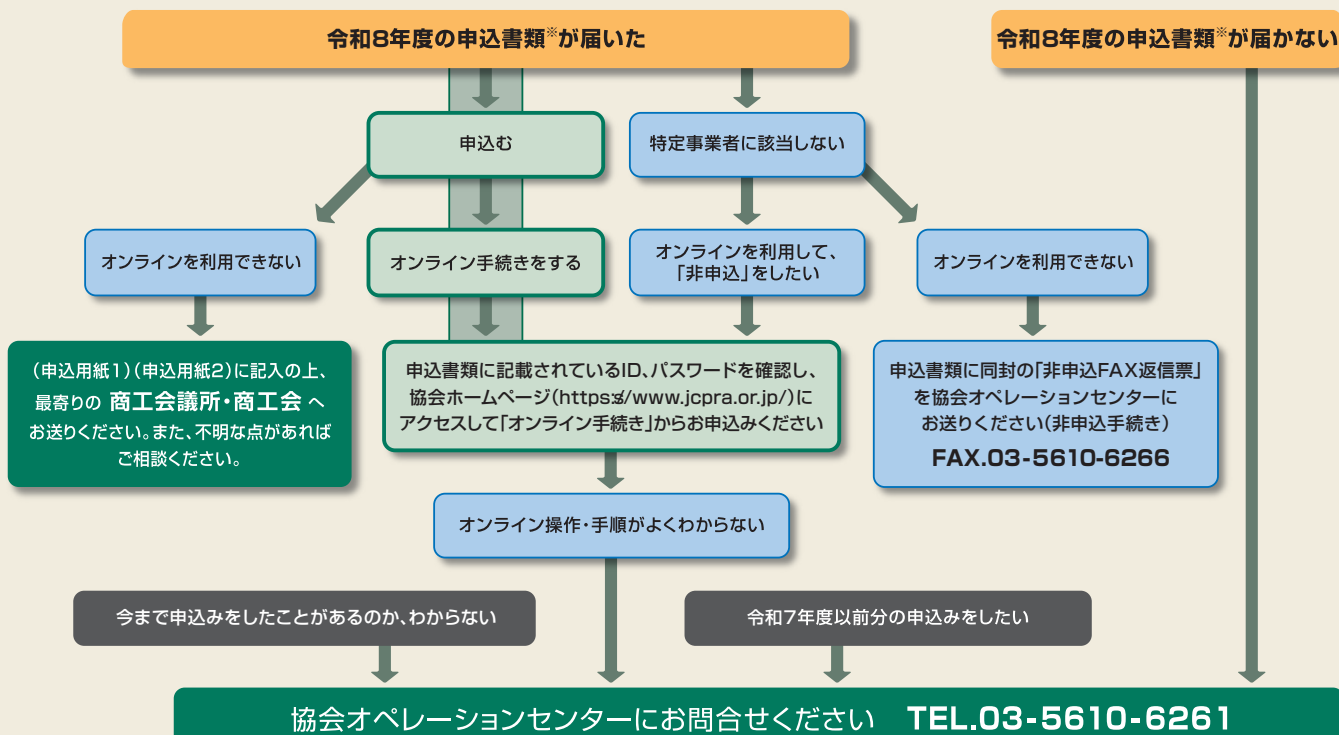 令和8年度の申込書類※が届いた
令和8年度の申込書類※が届かない
申込む
特定事業者に該当しない
オンラインを利用できない
オンライン手続きをする
オンラインを利用して、
「非申込」をしたい
オンラインを利用できない
(申込用紙1)(申込用紙2)に記入の上、
最寄りの 商工会議所・商工会 へ
お送りください。また、不明な点があれば
ご相談ください。
申込書類に記載されているID、パスワードを確認し、
協会ホームページ(https://www.jcpra.or.jp/)に
アクセスして「オンライン手続き」からお申込みください
申込書類に同封の「非申込FAX返信票」
を協会オペレーションセンターに
お送りください(非申込手続き)
FAX.03-5610-6266
オンライン操作・手順がよくわからない
今まで申込みをしたことがあるのか、わからない
令和7年度以前分の申込みをしたい
協会オペレーションセンターにお問合せください TEL.03-5610-6261